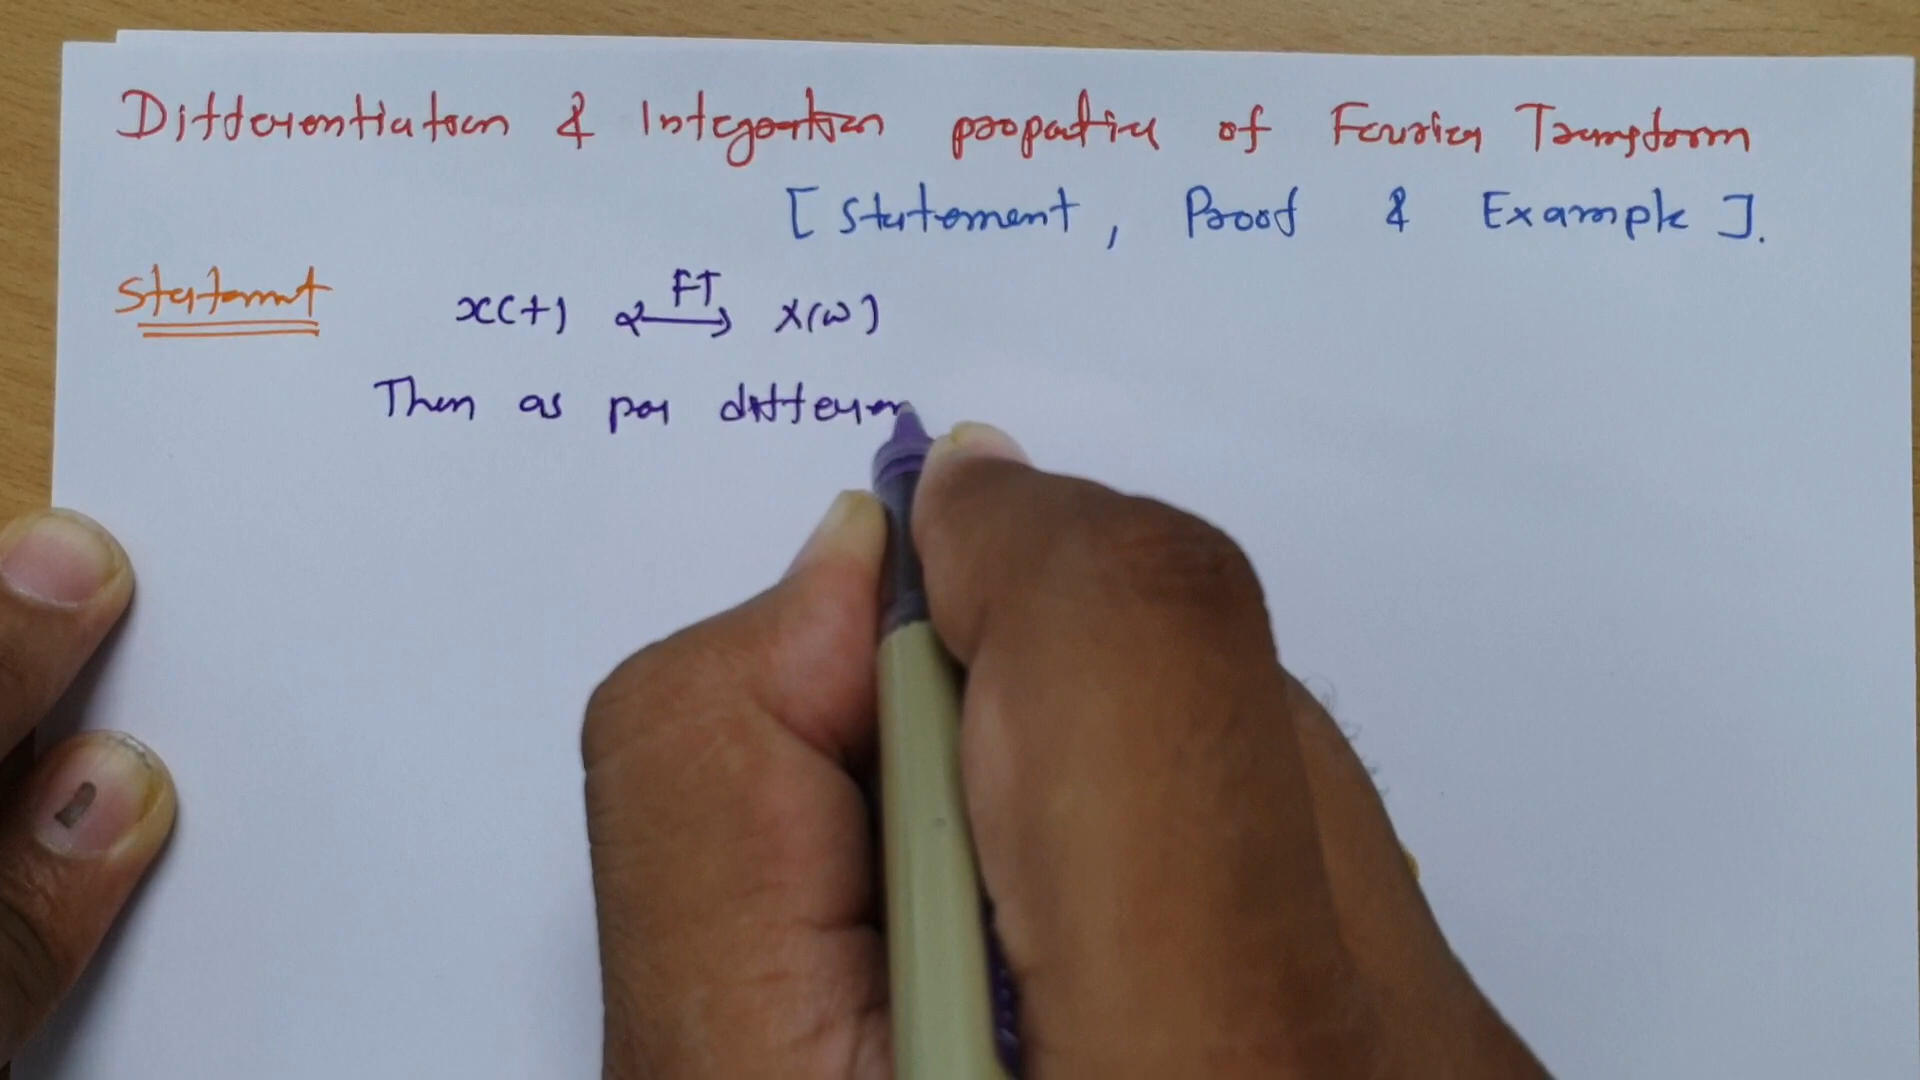 Differentiation & Integration properties of Fourier Transform
[Statement, Proof & Example].
Statement x(t) ⟷ FT X(ω)
Then as per differen